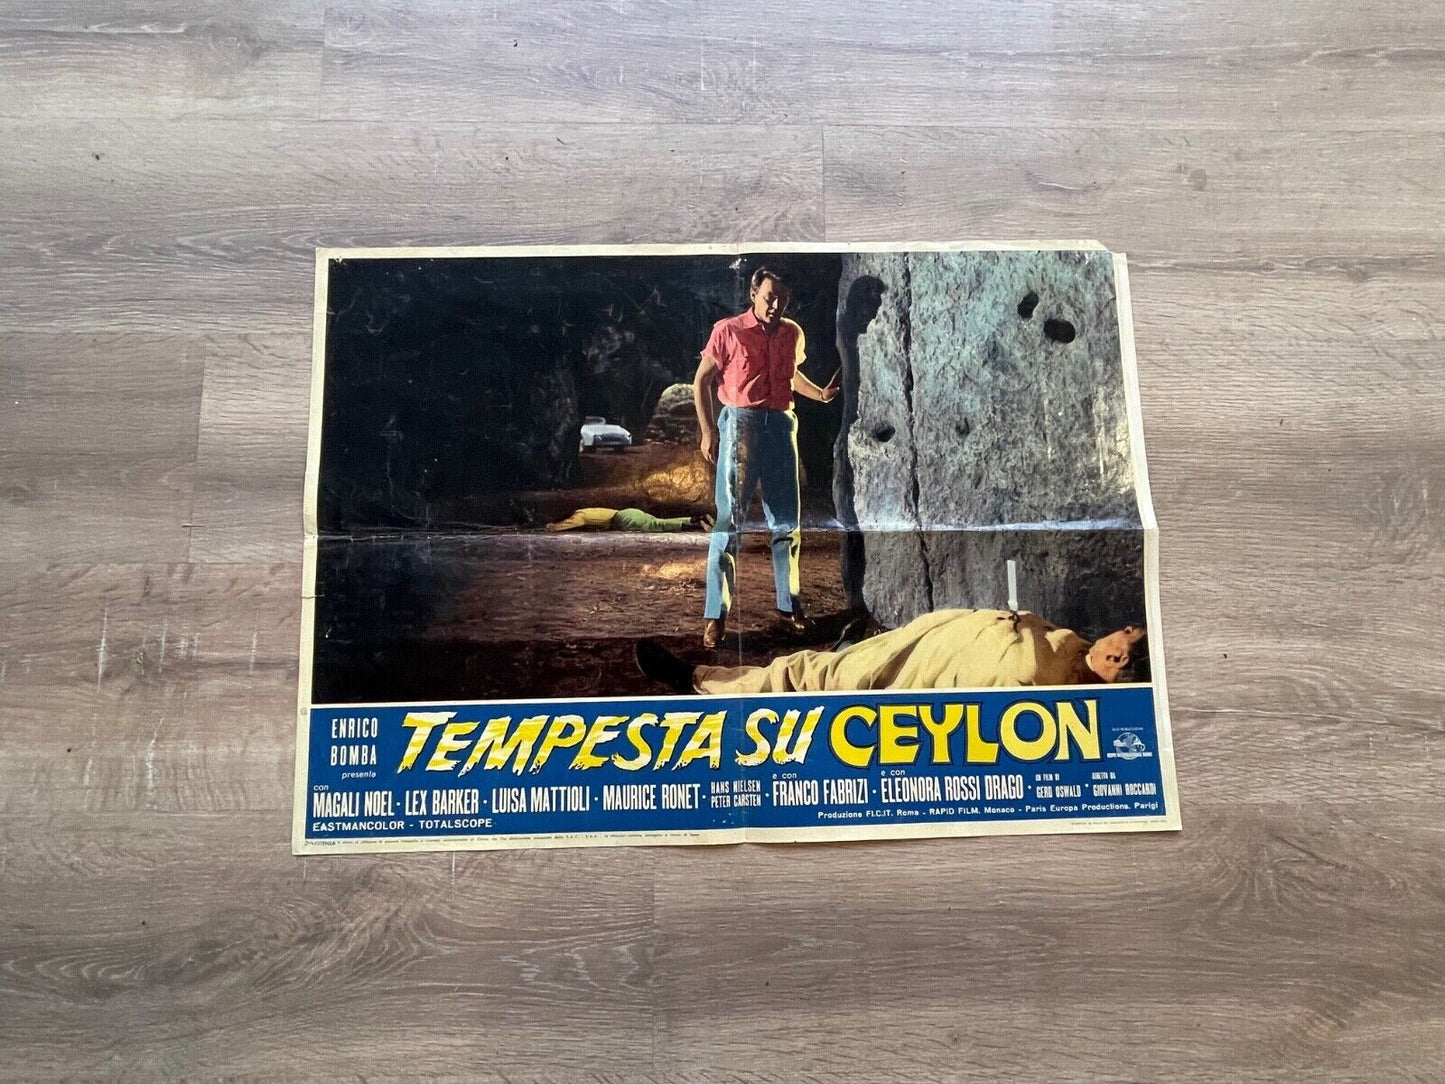 ENRICO BOMBA presenta
TEMPESTA SU CEYLON
con MAGALI NOEL · LEX BARKER · LUISA MATTIOLI · MAURICE RONET · HANS NIELSEN PETER CARSTEN · e con FRANCO FABRIZI · e con ELEONORA ROSSI DRAGO · UN FILM DI GERD OSWALD · DIRETTO DA GIOVANNI ROCCARDI
EASTMANCOLOR - TOTALSCOPE
Produzione F.I.C.I.T. Roma - RAPID FILM. Monaco - Paris Europa Productions. Parigi